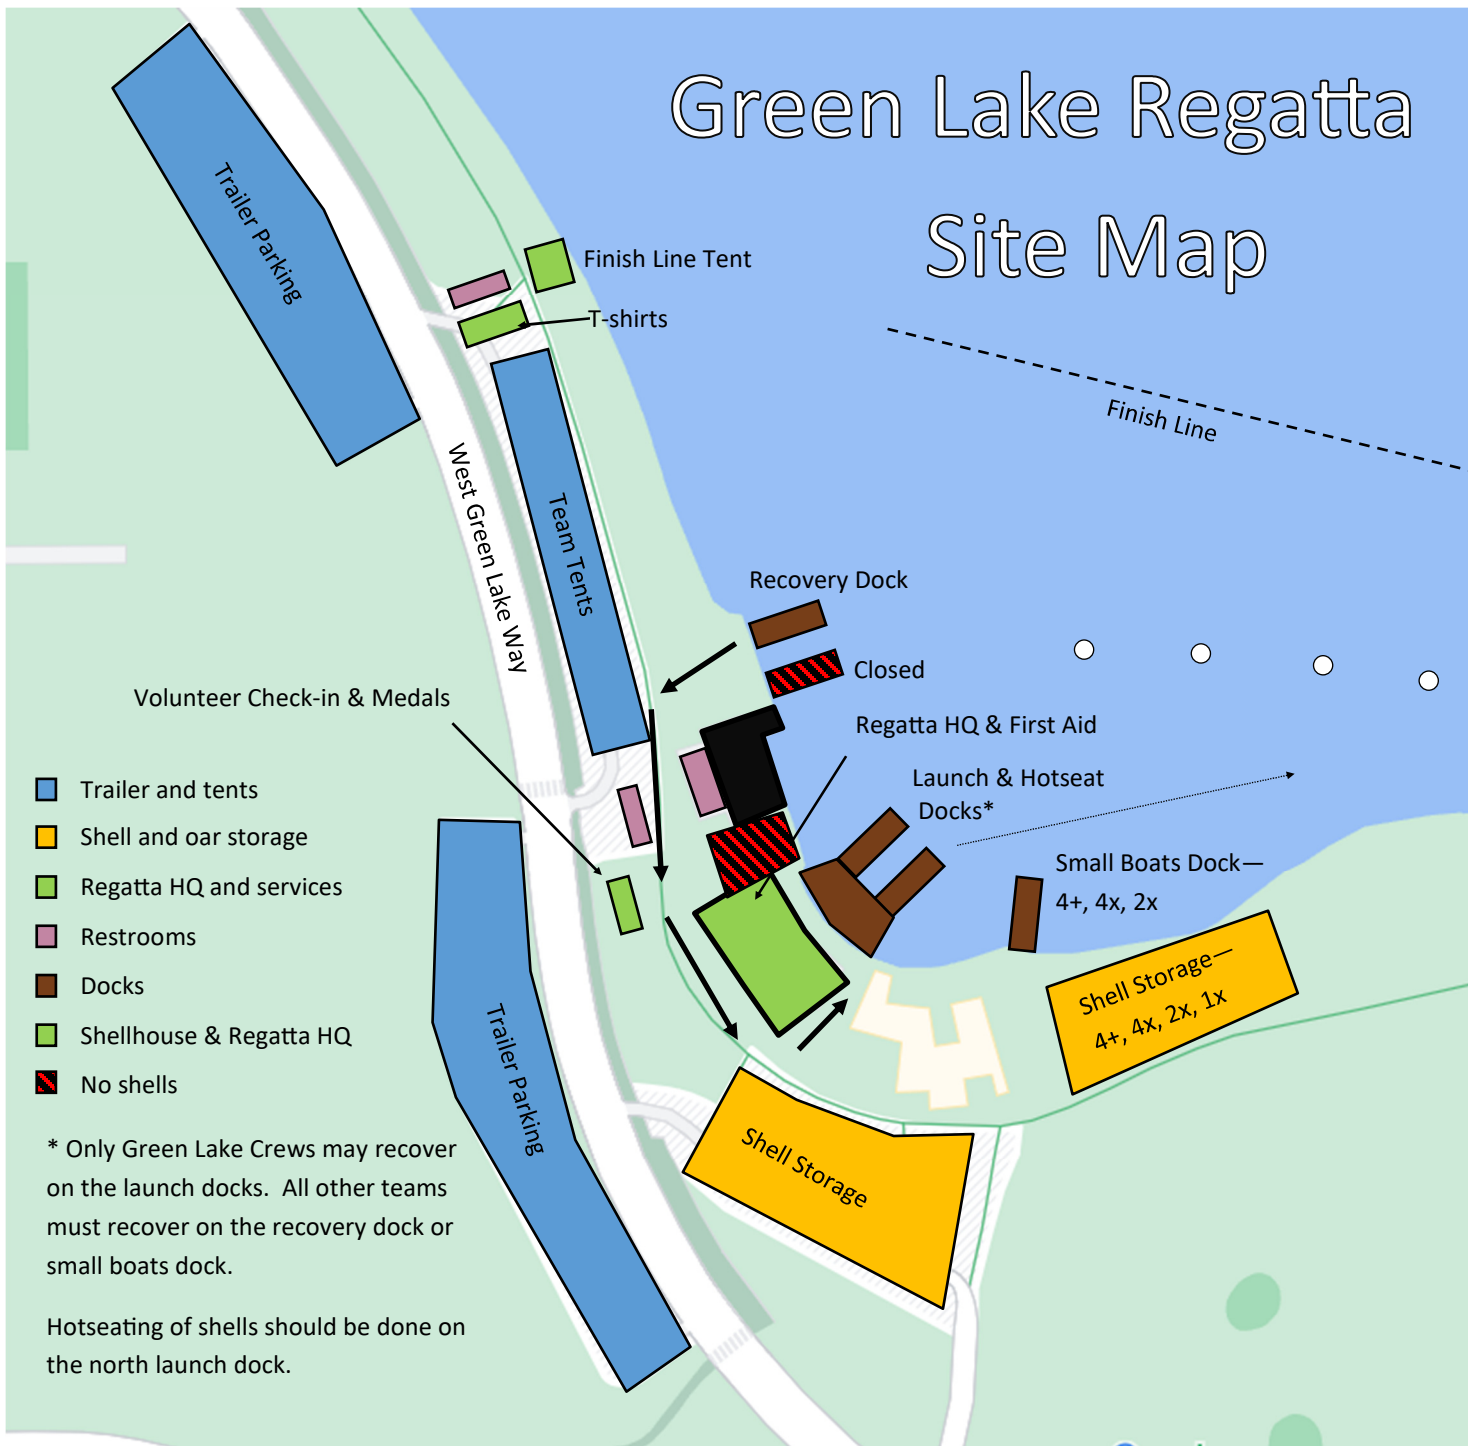 Green Lake Regatta
Site Map
Trailer Parking
Finish Line Tent
T-shirts
Finish Line
West Green Lake Way
Team Tents
Recovery Dock
Closed
Volunteer Check-in & Medals
Regatta HQ & First Aid
Launch & Hotseat
Docks*
Small Boats Dock—
4+, 4x, 2x
Shell Storage—
4+, 4x, 2x, 1x
Trailer Parking
Shell Storage
Trailer and tents
Shell and oar storage
Regatta HQ and services
Restrooms
Docks
Shellhouse & Regatta HQ
No shells
* Only Green Lake Crews may recover
on the launch docks.  All other teams
must recover on the recovery dock or
small boats dock.
Hotseating of shells should be done on
the north launch dock.